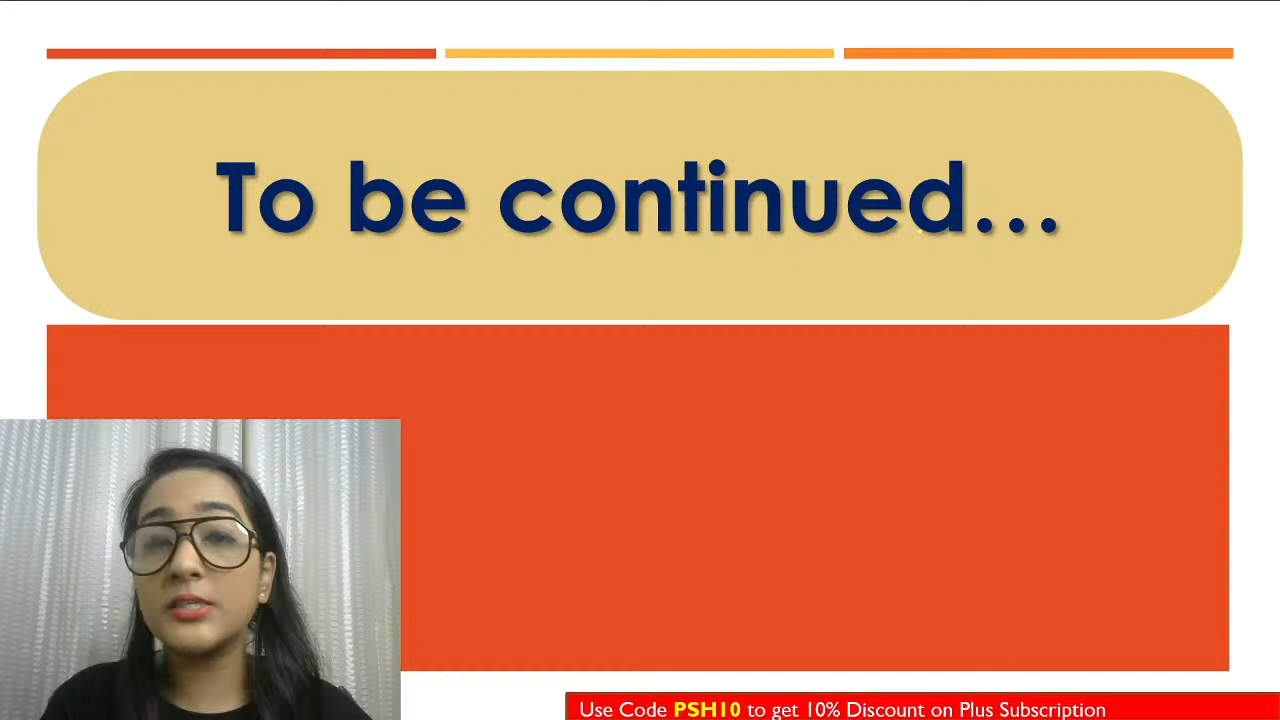 To be continued...
Use Code PSH10 to get 10% Discount on Plus Subscription